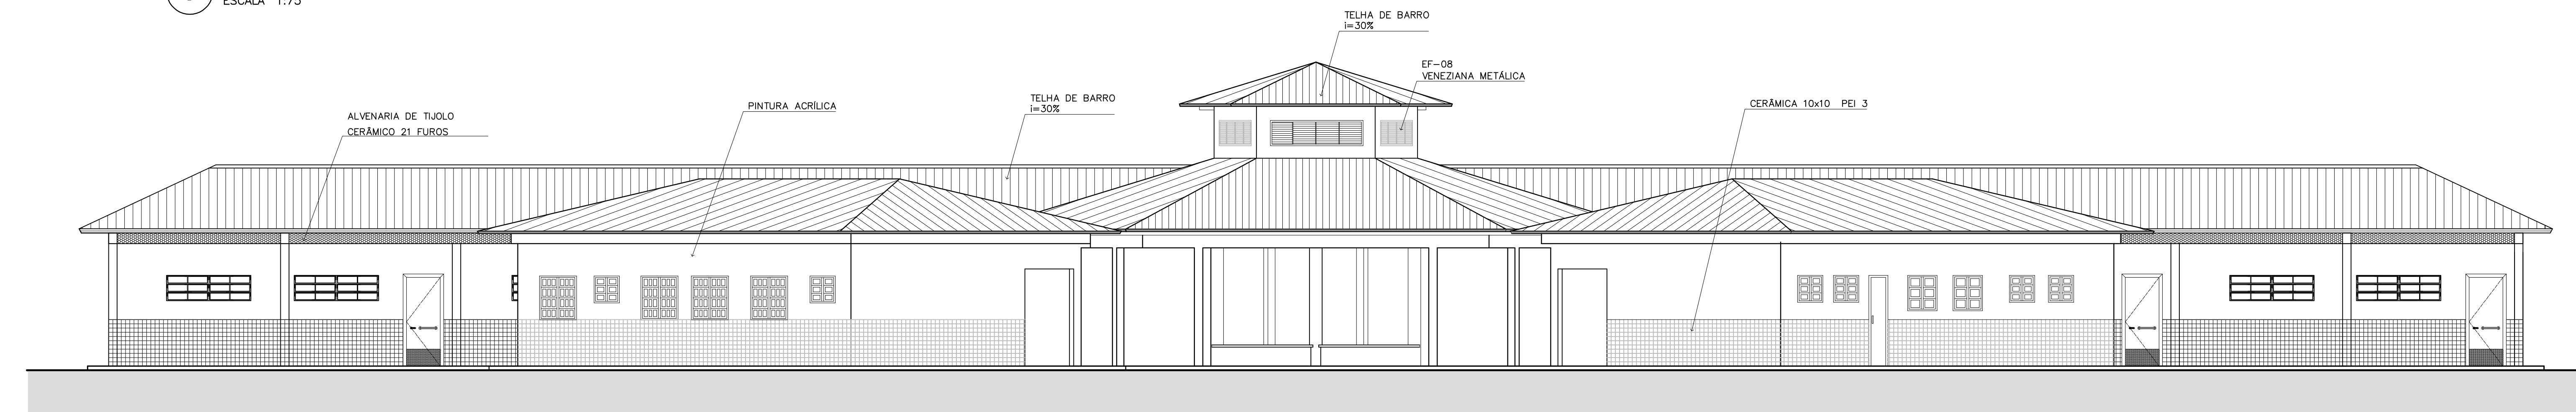 ESCALA 1:75
TELHA DE BARRO
i=30%
EF-08
VENEZIANA METÁLICA
TELHA DE BARRO
i=30%
PINTURA ACRÍLICA
CERÂMICA 10x10 PEI 3
ALVENARIA DE TIJOLO
CERÂMICO 21 FUROS